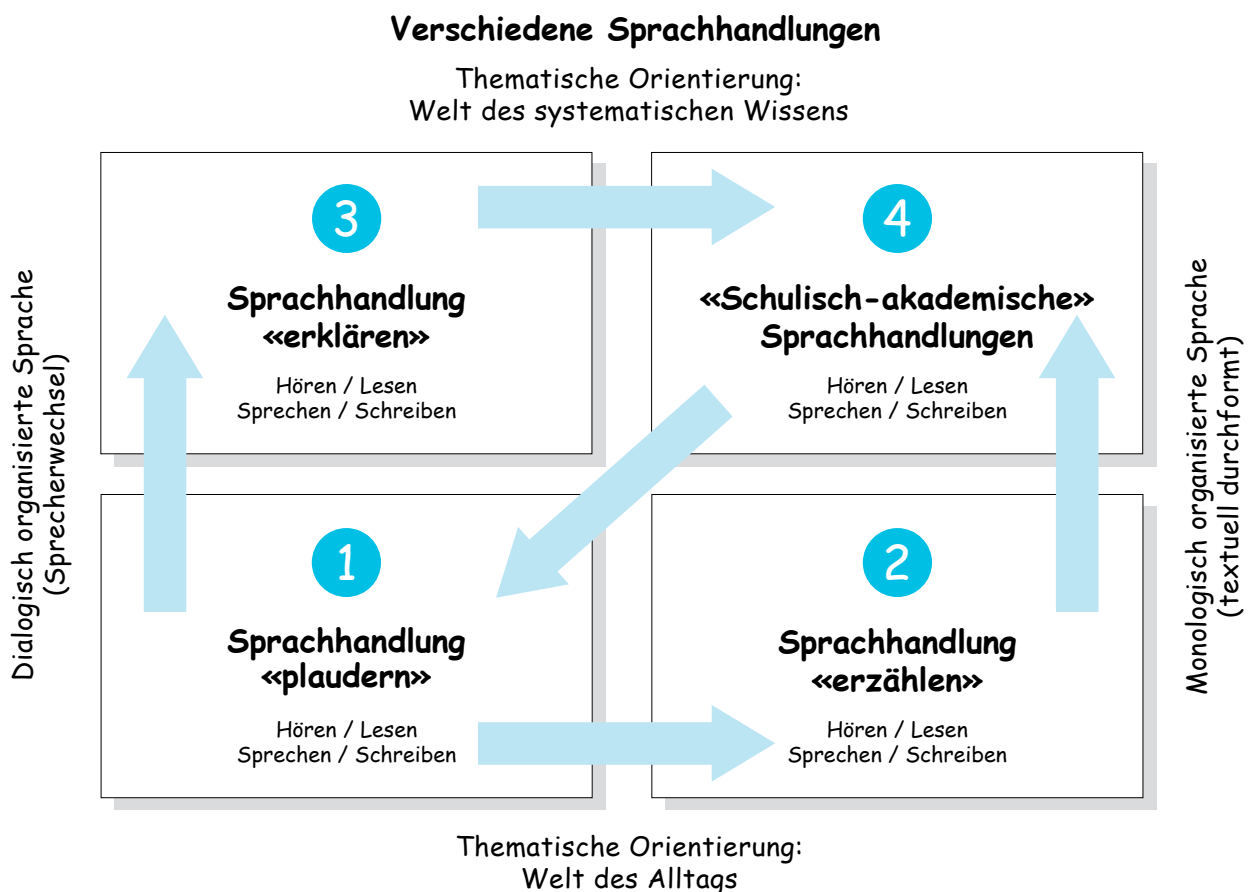 Verschiedene Sprachhandlungen
Thematische Orientierung:
Welt des systematischen Wissens
Dialogisch organisierte Sprache
(Sprecherwechsel)
3
Sprachhandlung
«erklären»
Hören / Lesen
Sprechen / Schreiben
4
«Schulisch-akademische»
Sprachhandlungen
Hören / Lesen
Sprechen / Schreiben
1
Sprachhandlung
«plaudern»
Hören / Lesen
Sprechen / Schreiben
2
Sprachhandlung
«erzählen»
Hören / Lesen
Sprechen / Schreiben
Monologisch organisierte Sprache
(textuell durchformt)
Thematische Orientierung:
Welt des Alltags